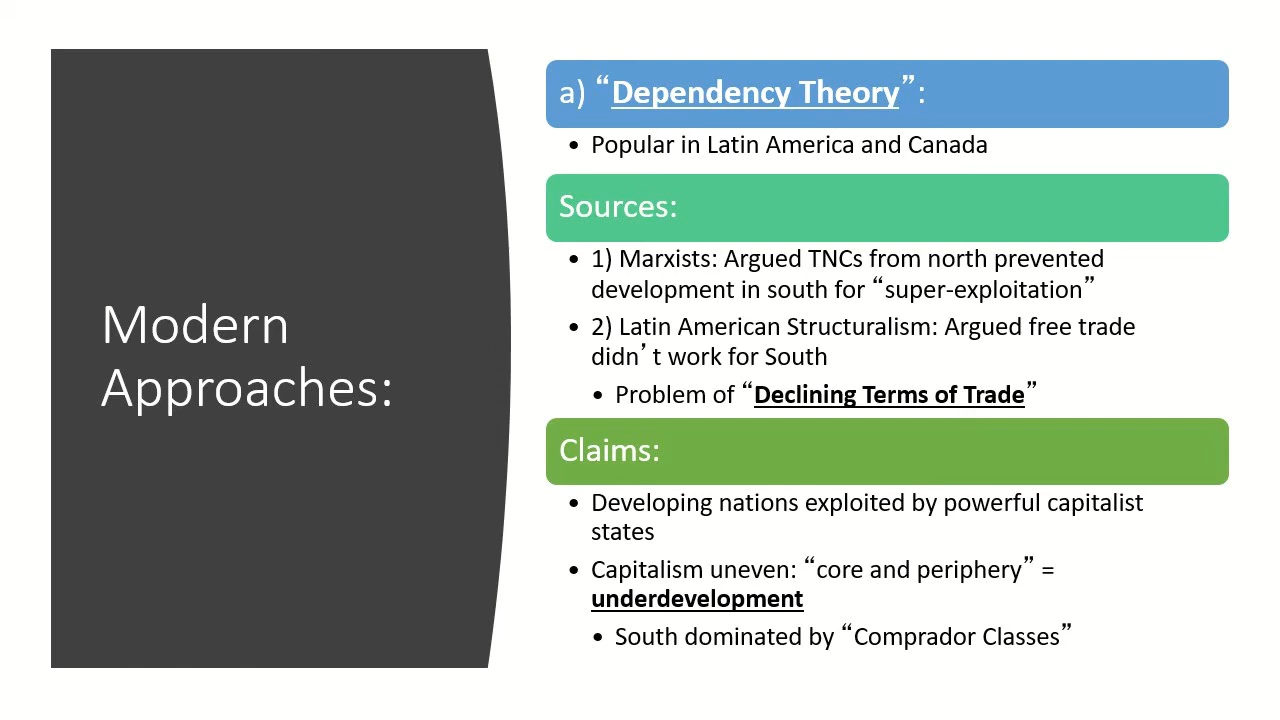 Modern
Approaches:
a) “Dependency Theory”:
• Popular in Latin America and Canada
Sources:
• 1) Marxists: Argued TNCs from north prevented
development in south for “super-exploitation”
• 2) Latin American Structuralism: Argued free trade
didn’t work for South
• Problem of “Declining Terms of Trade”
Claims:
• Developing nations exploited by powerful capitalist
states
• Capitalism uneven: “core and periphery” =
underdevelopment
• South dominated by “Comprador Classes”